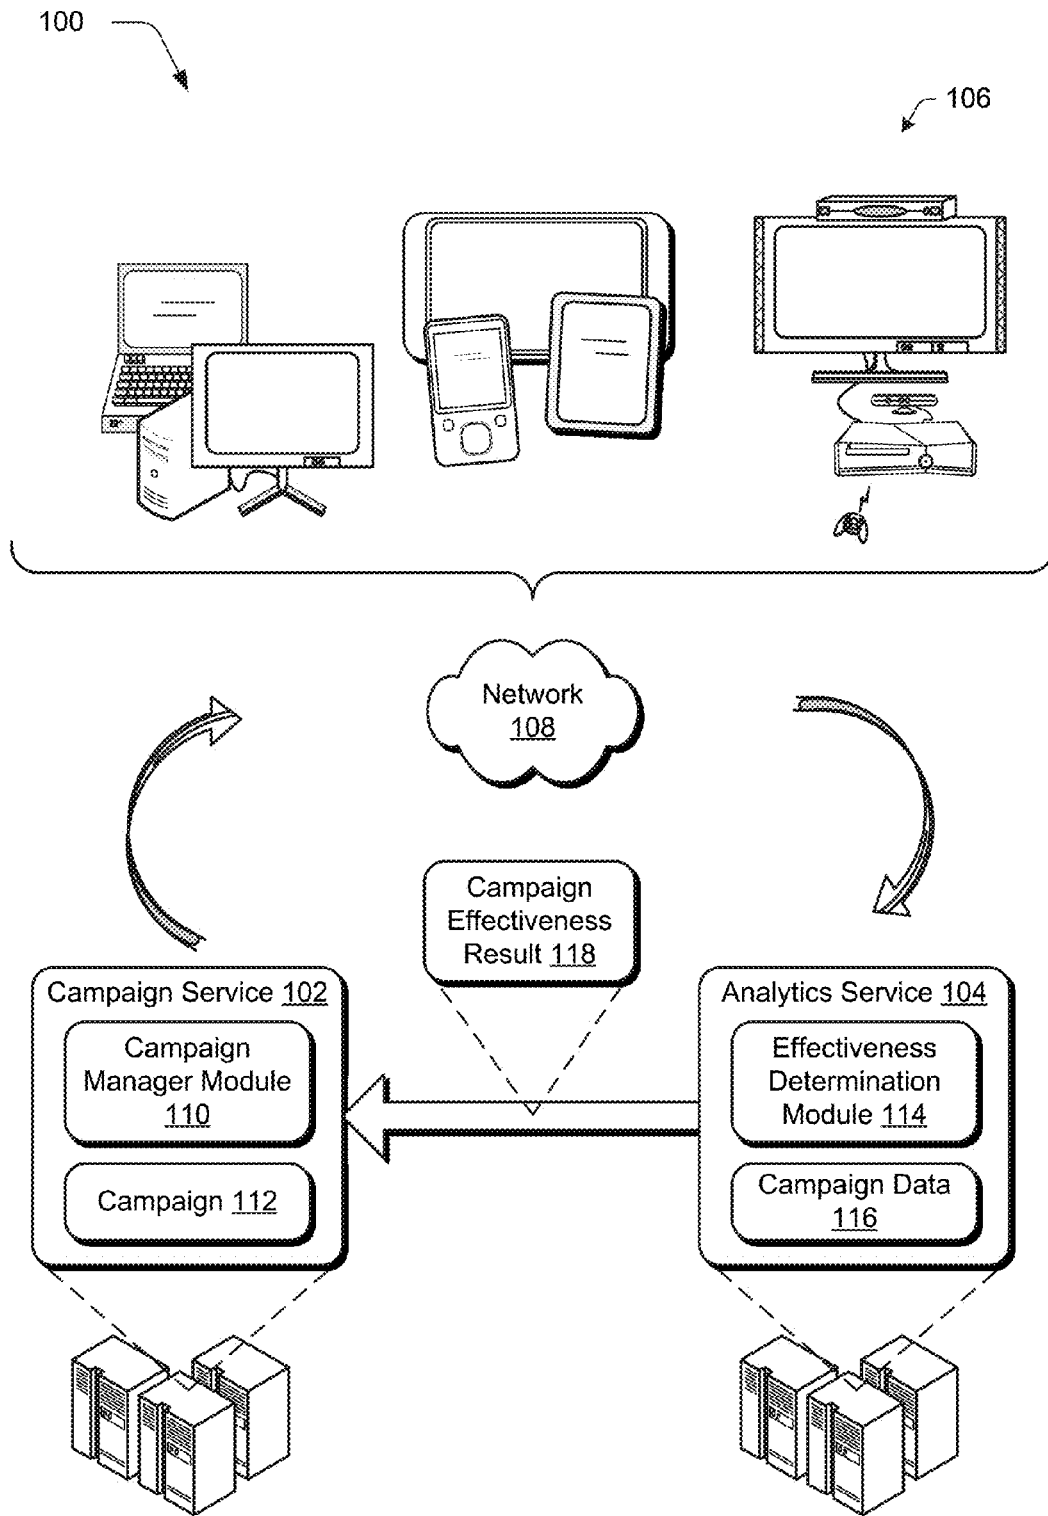 100
106
Network
108
Campaign
Effectiveness
Result 118
Campaign Service 102
Campaign
Manager Module
110
Campaign 112
Analytics Service 104
Effectiveness
Determination
Module 114
Campaign Data
116